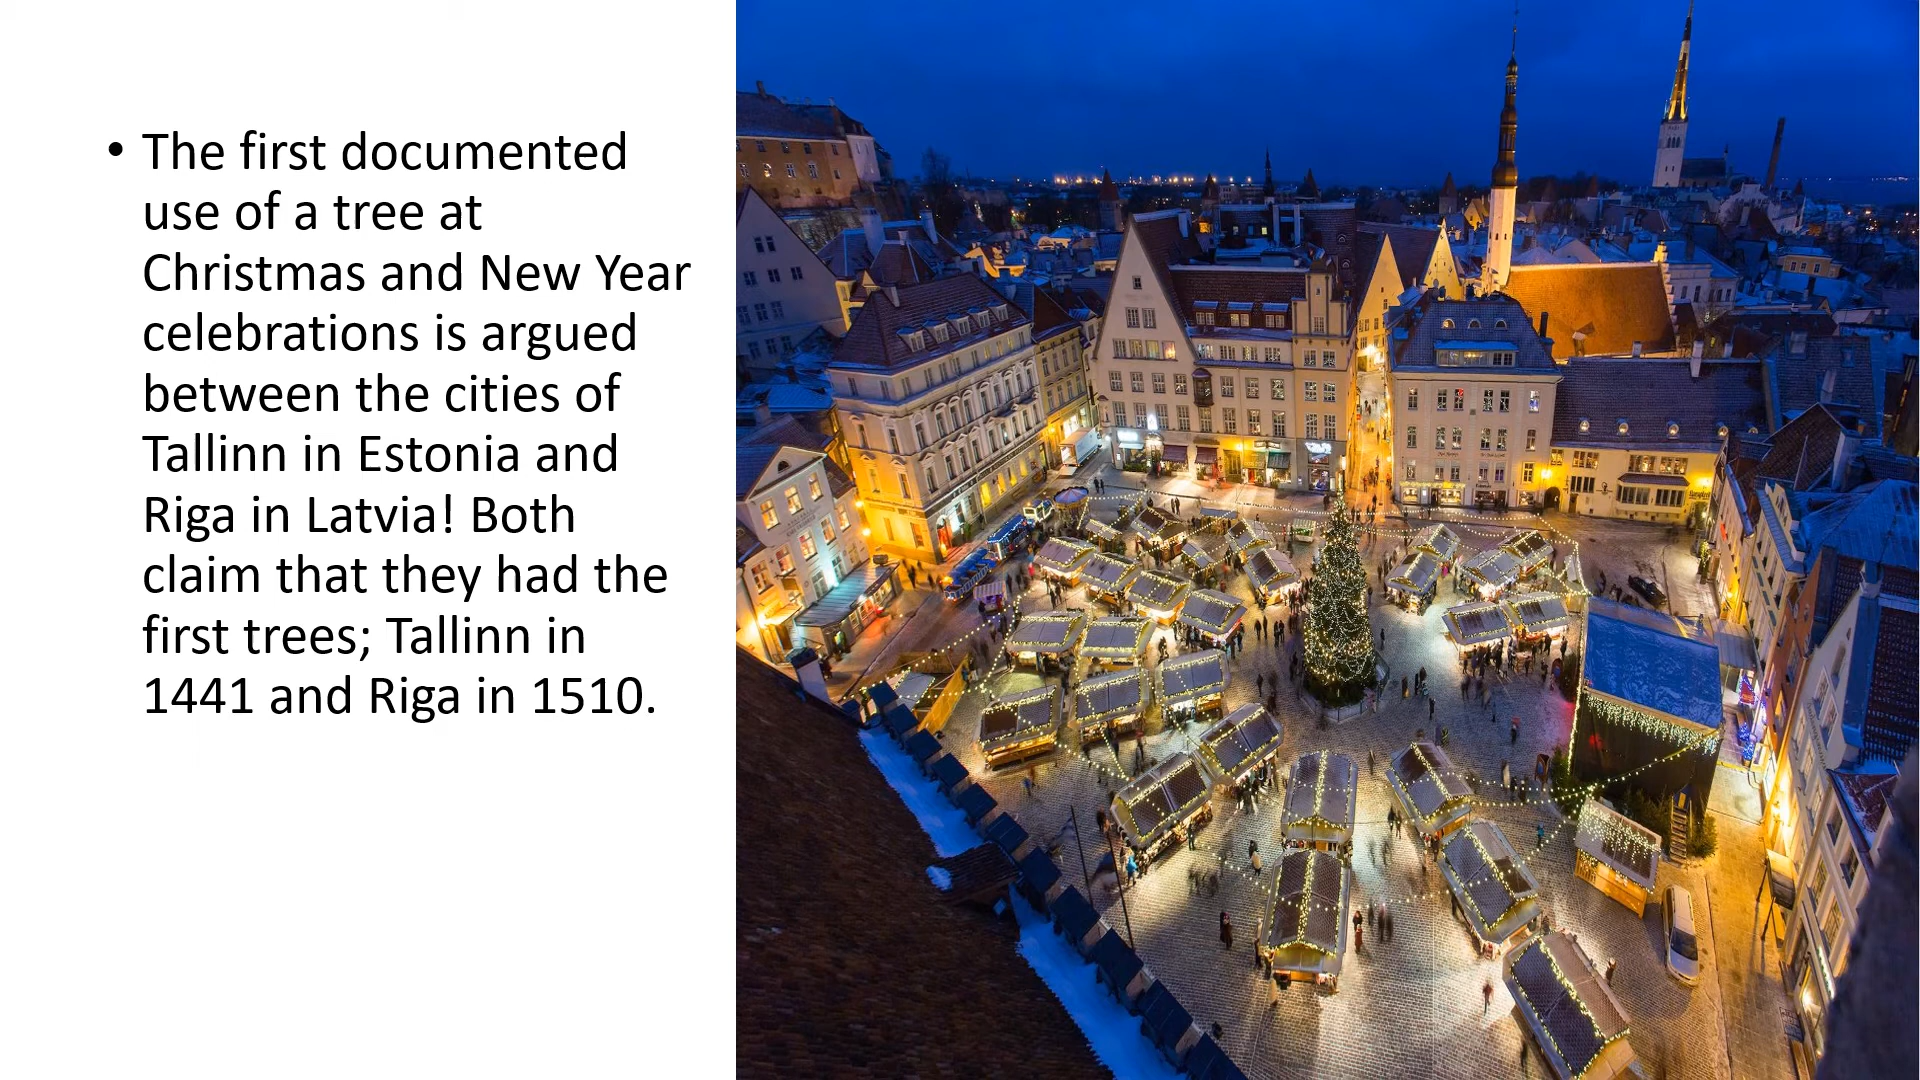 • The first documented
use of a tree at
Christmas and New Year
celebrations is argued
between the cities of
Tallinn in Estonia and
Riga in Latvia! Both
claim that they had the
first trees; Tallinn in
1441 and Riga in 1510.